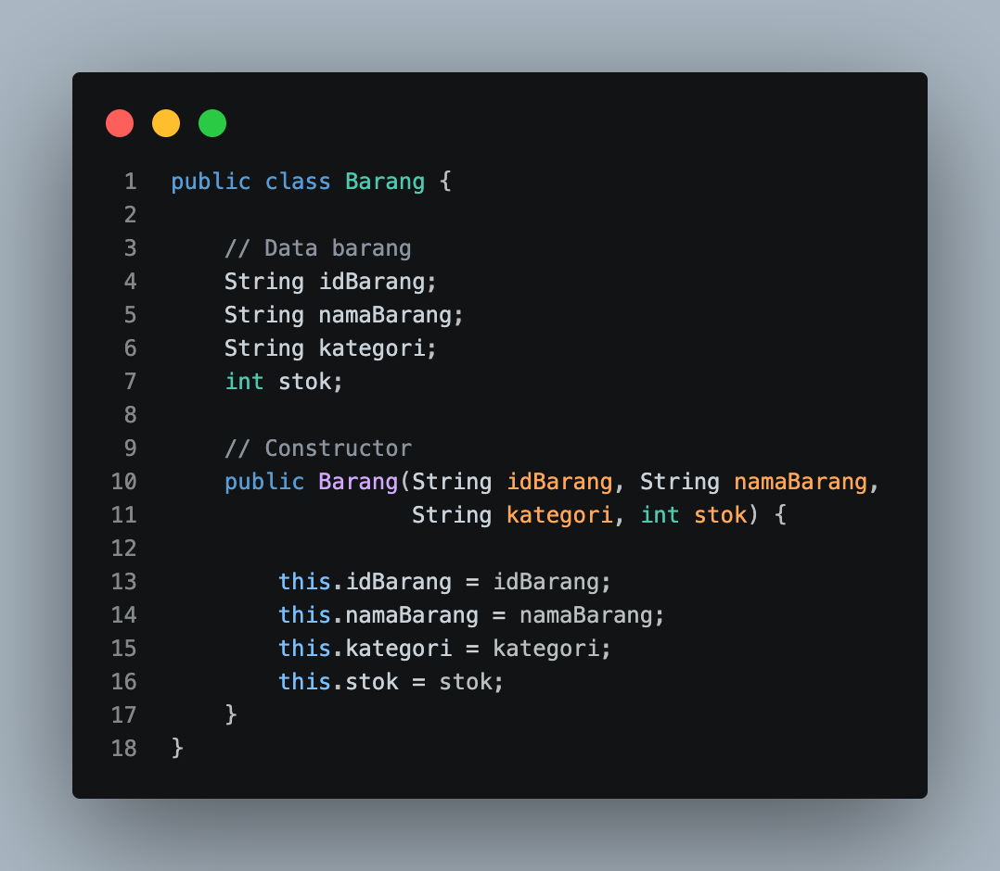 1 public class Barang {
2
3     // Data barang
4     String idBarang;
5     String namaBarang;
6     String kategori;
7     int stok;
8
9     // Constructor
10     public Barang(String idBarang, String namaBarang,
11                   String kategori, int stok) {
12
13         this.idBarang = idBarang;
14         this.namaBarang = namaBarang;
15         this.kategori = kategori;
16         this.stok = stok;
17     }
18 }